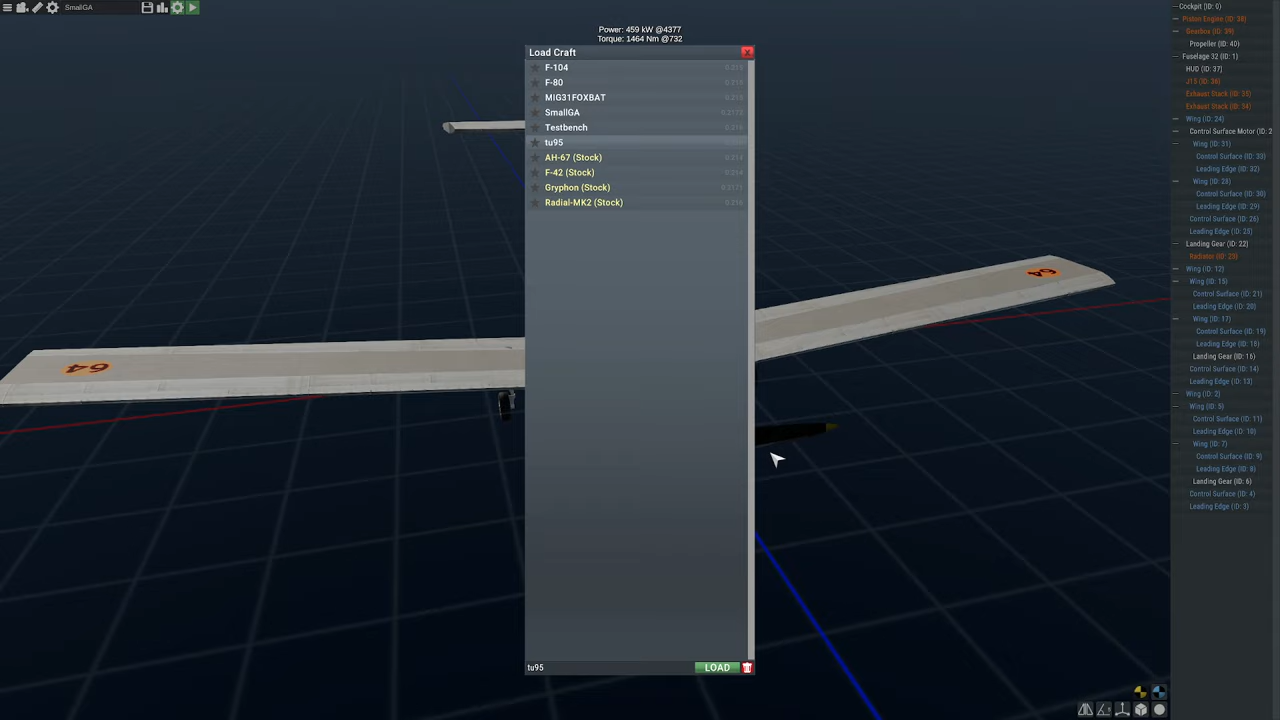 SmallGA
Power: 459 kW @4377
Torque: 1464 Nm @732
Load Craft
F-104
F-80
MIG31FOXBAT
SmallGA
Testbench
tu95
AH-67 (Stock)
F-42 (Stock)
Gryphon (Stock)
Radial-MK2 (Stock)
tu95
LOAD
64
64
Cockpit (ID: 0)
Piston Engine (ID: 38)
Gearbox (ID: 39)
Propeller (ID: 40)
Fuselage 32 (ID: 1)
HUD (ID: 37)
Exhaust Stack (ID: 35)
Exhaust Stack (ID: 34)
Wing (ID: 24)
Control Surface Motor (ID: 2
Wing (ID: 31)
Control Surface (ID: 33)
Leading Edge (ID: 32)
Wing (ID: 28)
Control Surface (ID: 30)
Leading Edge (ID: 29)
Control Surface (ID: 26)
Leading Edge (ID: 25)
Landing Gear (ID: 22)
Radiator (ID: 23)
Wing (ID: 12)
Wing (ID: 15)
Control Surface (ID: 21)
Leading Edge (ID: 20)
Wing (ID: 17)
Control Surface (ID: 19)
Leading Edge (ID: 18)
Landing Gear (ID: 16)
Control Surface (ID: 14)
Leading Edge (ID: 13)
Wing (ID: 2)
Wing (ID: 5)
Control Surface (ID: 11)
Leading Edge (ID: 10)
Wing (ID: 7)
Control Surface (ID: 9)
Leading Edge (ID: 8)
Landing Gear (ID: 6)
Control Surface (ID: 4)
Leading Edge (ID: 3)